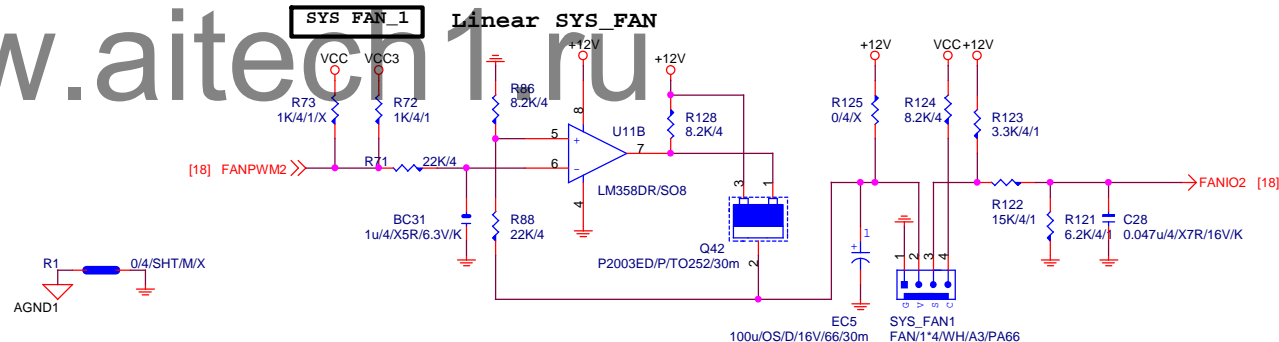 SYS FAN_1 Linear SYS_FAN
www.aitech1.ru
VCC VCC3 +12V +12V +12V VCC +12V
R73
1K/4/1/X
R72
1K/4/1
R86
8.2K/4
8
U11B
R128
8.2K/4
R125
0/4/X
R124
8.2K/4
R123
3.3K/4/1
[18] FANPWM2
R71 22K/4
5
+
6
-
7
LM358DR/SO8
4
3 1
FANIO2 [18]
R122
15K/4/1
BC31
1u/4/X5R/6.3V/K
R88
22K/4
R121
6.2K/4/1
C28
0.047u/4/X7R/16V/K
Q42
P2003ED/P/TO252/30m
2
+ 1
1 2 3 4
G V S C
R1 0/4/SHT/M/X
AGND1
EC5
100u/OS/D/16V/66/30m
SYS_FAN1
FAN/1*4/WH/A3/PA66